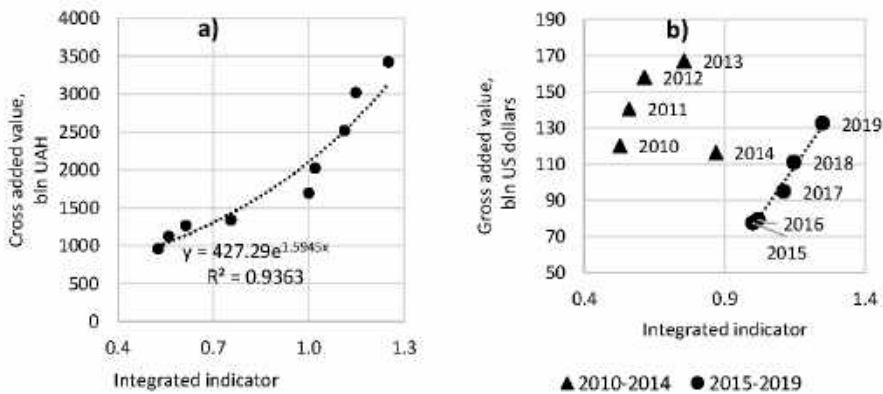 a)
Cross added value,
bln UAH
4000
3500
3000
2500
2000
1500
1000
500
0
y = 427.29e^1.5945x
R² = 0.9363
0.4 0.7 1.0 1.3
Integrated indicator
b)
Gross added value,
bln US dollars
190
170
150
130
110
90
70
50
2013
2012
2011
2010
2014
2019
2018
2017
2016
2015
0.4 0.9 1.4
Integrated indicator
▲ 2010-2014 ● 2015-2019